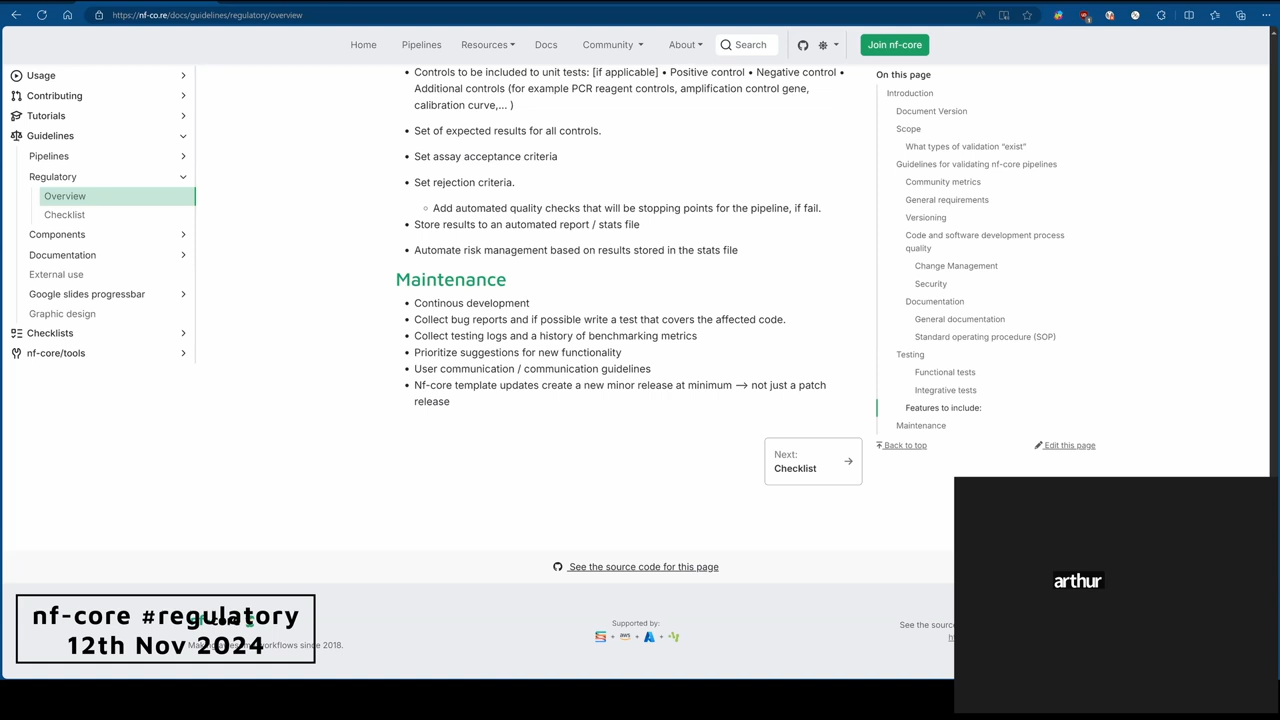 https://nf-co.re/docs/guidelines/regulatory/overview
Home
Pipelines
Resources
Docs
Community
About
Search
Join nf-core
Usage
Contributing
Tutorials
Guidelines
Pipelines
Regulatory
Overview
Checklist
Components
Documentation
External use
Google slides progressbar
Graphic design
Checklists
nf-core/tools
• Controls to be included to unit tests: [if applicable] • Positive control • Negative control •
Additional controls (for example PCR reagent controls, amplification control gene,
calibration curve,... )
• Set of expected results for all controls.
• Set assay acceptance criteria
• Set rejection criteria.
◦ Add automated quality checks that will be stopping points for the pipeline, if fail.
• Store results to an automated report / stats file
• Automate risk management based on results stored in the stats file
Maintenance
• Continous development
• Collect bug reports and if possible write a test that covers the affected code.
• Collect testing logs and a history of benchmarking metrics
• Prioritize suggestions for new functionality
• User communication / communication guidelines
• Nf-core template updates create a new minor release at minimum —> not just a patch
release
Next:
Checklist
On this page
Introduction
Document Version
Scope
What types of validation “exist”
Guidelines for validating nf-core pipelines
Community metrics
General requirements
Versioning
Code and software development process
quality
Change Management
Security
Documentation
General documentation
Standard operating procedure (SOP)
Testing
Functional tests
Integrative tests
Features to include:
Maintenance
Back to top
Edit this page
See the source code for this page
arthur
nf-core #regulatory
12th Nov 2024
workflows since 2018.
Supported by:
aws
See the source